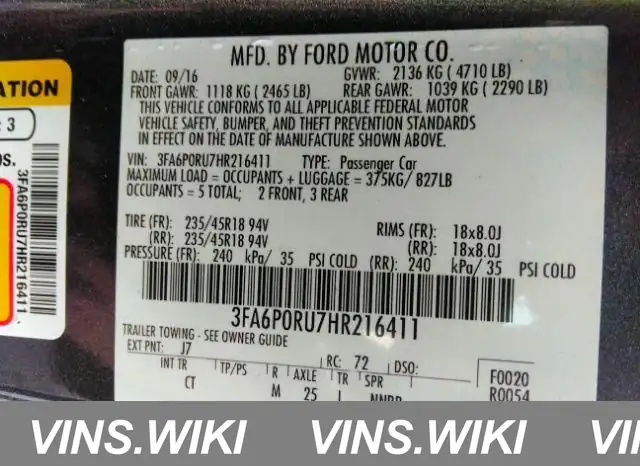 ATION
: 3
OS.
3FA6P0RU7HR216411
MFD. BY FORD MOTOR CO.
DATE: 09/16 GVWR: 2136 KG ( 4710 LB)
FRONT GAWR: 1118 KG ( 2465 LB) REAR GAWR: 1039 KG ( 2290 LB)
THIS VEHICLE CONFORMS TO ALL APPLICABLE FEDERAL MOTOR
VEHICLE SAFETY, BUMPER, AND THEFT PREVENTION STANDARDS
IN EFFECT ON THE DATE OF MANUFACTURE SHOWN ABOVE.
VIN: 3FA6P0RU7HR216411 TYPE: Passenger Car
MAXIMUM LOAD = OCCUPANTS + LUGGAGE = 375KG/ 827LB
OCCUPANTS = 5 TOTAL; 2 FRONT, 3 REAR
TIRE (FR): 235/45R18 94V RIMS (FR): 18x8.0J
(RR): 235/45R18 94V (RR): 18x8.0J
PRESSURE (FR): 240 kPa/ 35 PSI COLD (RR): 240 kPa/ 35 PSI COLD
3FA6P0RU7HR216411
TRAILER TOWING - SEE OWNER GUIDE
EXT PNT: J7 RC: 72 DSO:
INT TR TP/PS R AXLE TR SPR F0020
CT M 25 R0054
VINS.WIKI VINS.WIKI VINS.WIKI